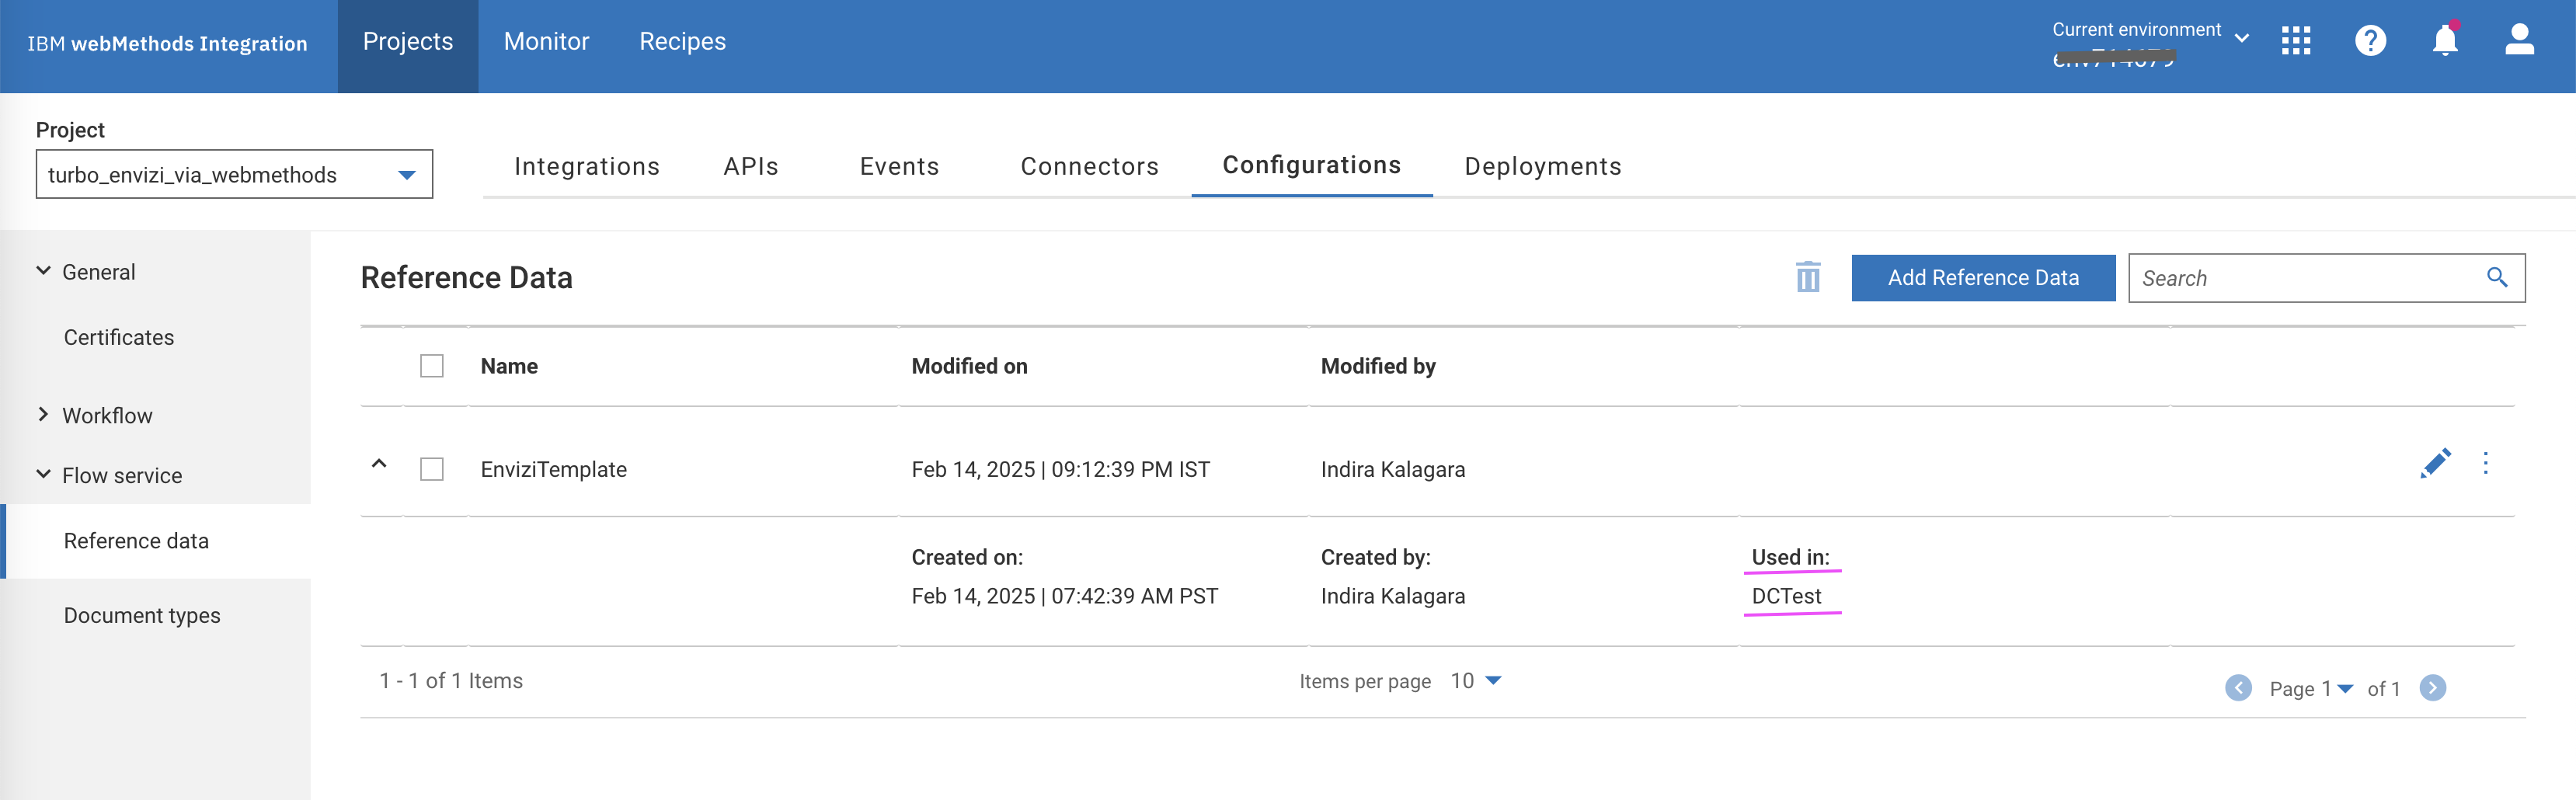 IBM webMethods Integration
Projects
Monitor
Recipes
Current environment
Project
turbo_envizi_via_webmethods
Integrations
APIs
Events
Connectors
Configurations
Deployments
General
Certificates
Workflow
Flow service
Reference data
Document types
Reference Data
Add Reference Data
Search
Name Modified on Modified by
EnviziTemplate Feb 14, 2025 | 09:12:39 PM IST Indira Kalagara
Created on: Created by: Used in:
Feb 14, 2025 | 07:42:39 AM PST Indira Kalagara DCTest
1 - 1 of 1 Items
Items per page 10
Page 1 of 1